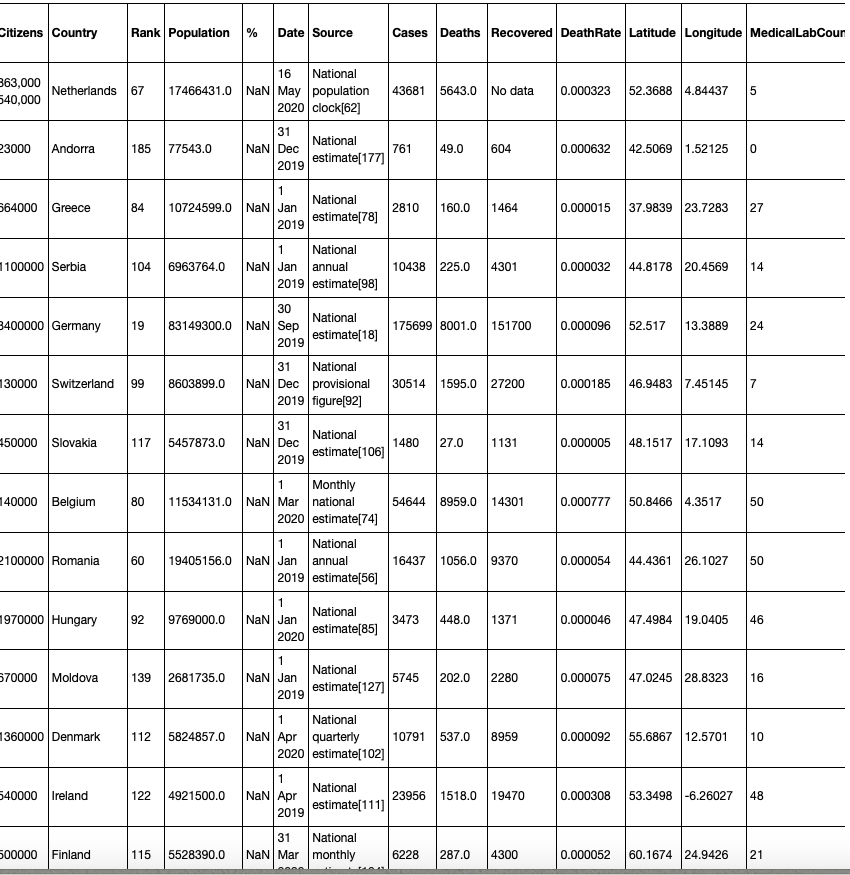 Citizens Country Rank Population % Date Source Cases Deaths Recovered DeathRate Latitude Longitude MedicalLabCoun
863,000 540,000 Netherlands 67 17466431.0 NaN 16 May 2020 National population clock[62] 43681 5643.0 No data 0.000323 52.3688 4.84437 5
23000 Andorra 185 77543.0 NaN 31 Dec 2019 National estimate[177] 761 49.0 604 0.000632 42.5069 1.52125 0
664000 Greece 84 10724599.0 NaN 1 Jan 2019 National estimate[78] 2810 160.0 1464 0.000015 37.9839 23.7283 27
1100000 Serbia 104 6963764.0 NaN 1 Jan 2019 National annual estimate[98] 10438 225.0 4301 0.000032 44.8178 20.4569 14
3400000 Germany 19 83149300.0 NaN 30 Sep 2019 National estimate[18] 175699 8001.0 151700 0.000096 52.517 13.3889 24
130000 Switzerland 99 8603899.0 NaN 31 Dec 2019 National provisional figure[92] 30514 1595.0 27200 0.000185 46.9483 7.45145 7
450000 Slovakia 117 5457873.0 NaN 31 Dec 2019 National estimate[106] 1480 27.0 1131 0.000005 48.1517 17.1093 14
140000 Belgium 80 11534131.0 NaN 1 Mar 2020 Monthly national estimate[74] 54644 8959.0 14301 0.000777 50.8466 4.3517 50
2100000 Romania 60 19405156.0 NaN 1 Jan 2019 National annual estimate[56] 16437 1056.0 9370 0.000054 44.4361 26.1027 50
1970000 Hungary 92 9769000.0 NaN 1 Jan 2020 National estimate[85] 3473 448.0 1371 0.000046 47.4984 19.0405 46
670000 Moldova 139 2681735.0 NaN 1 Jan 2019 National estimate[127] 5745 202.0 2280 0.000075 47.0245 28.8323 16
1360000 Denmark 112 5824857.0 NaN 1 Apr 2020 National quarterly estimate[102] 10791 537.0 8959 0.000092 55.6867 12.5701 10
540000 Ireland 122 4921500.0 NaN 1 Apr 2019 National estimate[111] 23956 1518.0 19470 0.000308 53.3498 -6.26027 48
500000 Finland 115 5528390.0 NaN 31 Mar National monthly 6228 287.0 4300 0.000052 60.1674 24.9426 21